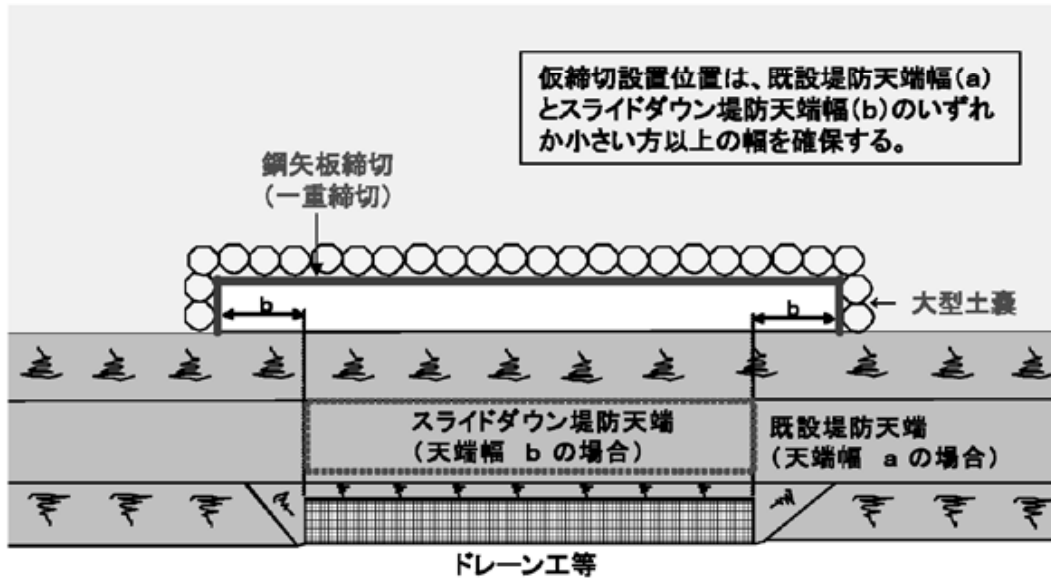 仮締切設置位置は、既設堤防天端幅(a)
とスライドダウン堤防天端幅(b)のいずれ
か小さい方以上の幅を確保する。
鋼矢板締切
(一重締切)
b
b
大型土嚢
スライドダウン堤防天端
(天端幅 b の場合)
既設堤防天端
(天端幅 a の場合)
ドレーン工等